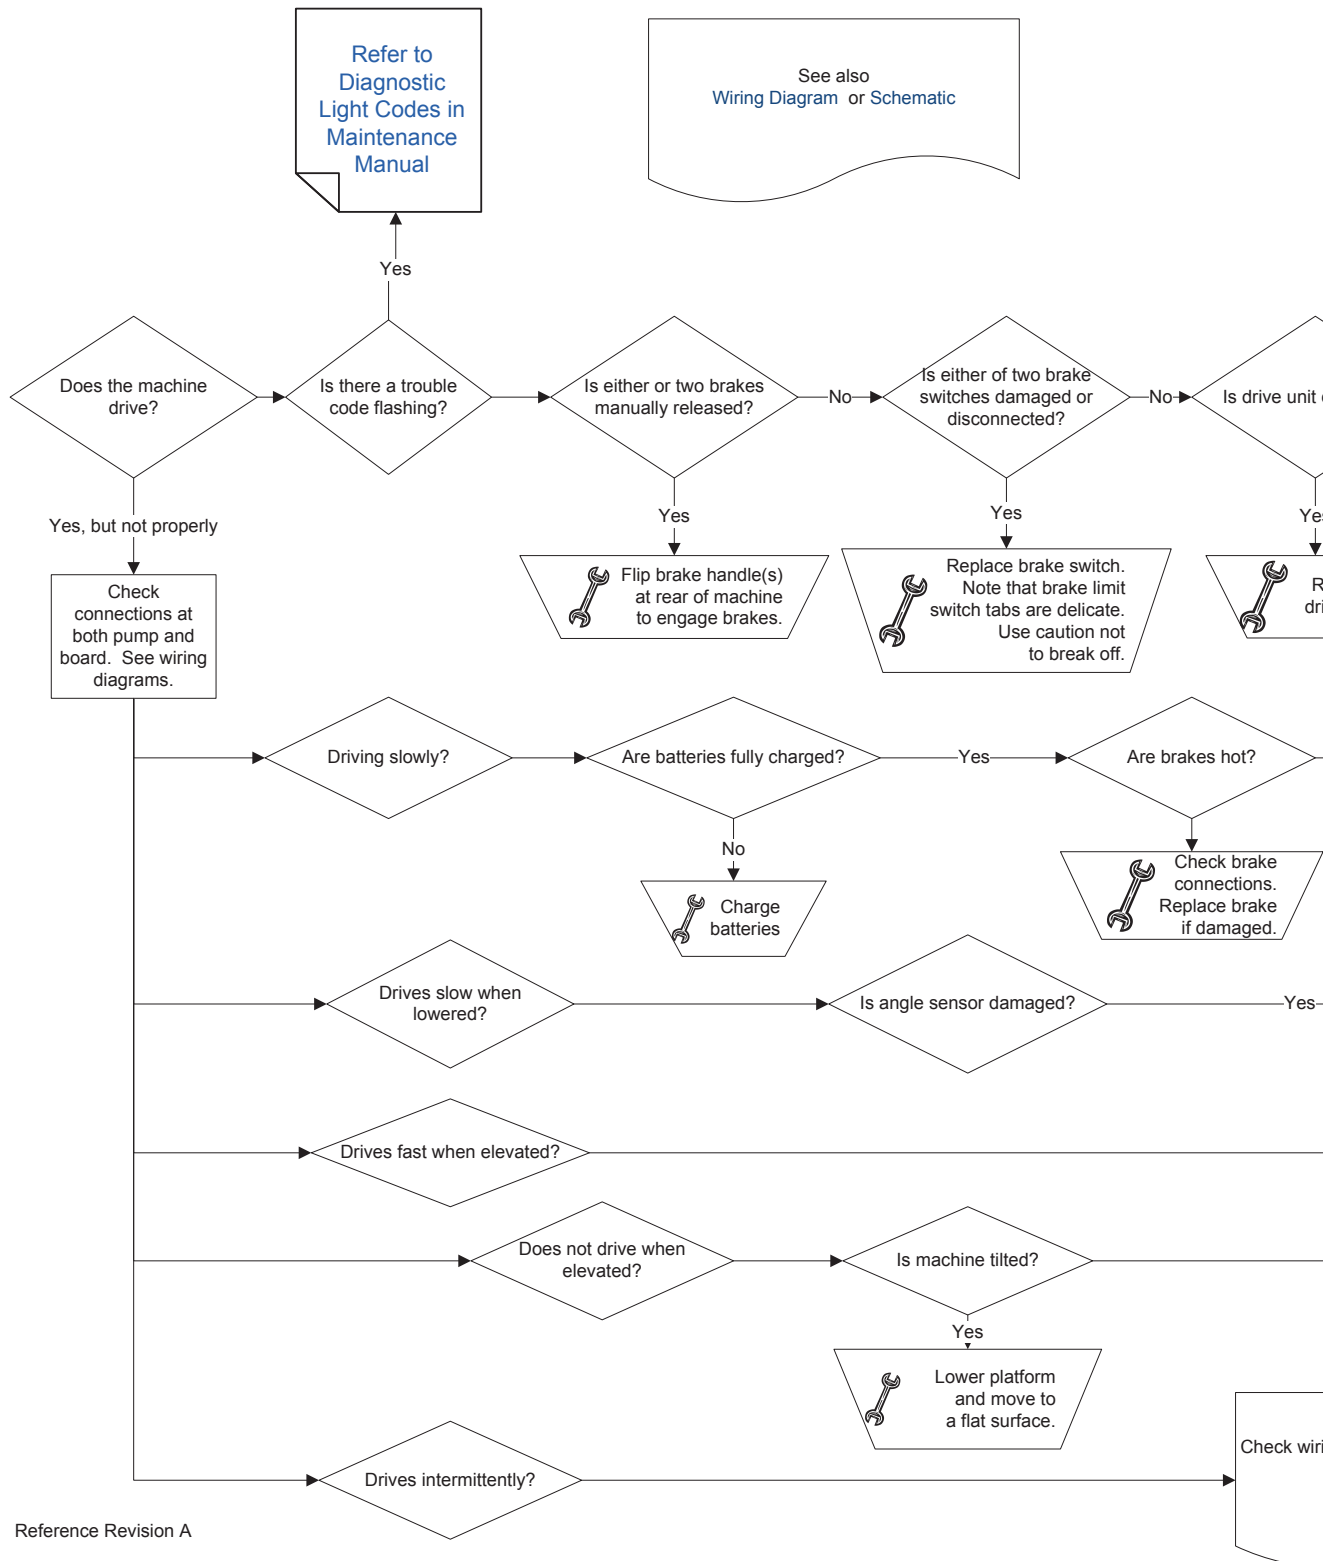 Refer to
Diagnostic
Light Codes in
Maintenance
Manual
See also
Wiring Diagram or Schematic
Yes
Does the machine
drive?
Is there a trouble
code flashing?
Is either or two brakes
manually released?
No
Is either of two brake
switches damaged or
disconnected?
No
Is drive unit
Yes, but not properly
Yes
Yes
Yes
Check
connections at
both pump and
board. See wiring
diagrams.
Flip brake handle(s)
at rear of machine
to engage brakes.
Replace brake switch.
Note that brake limit
switch tabs are delicate.
Use caution not
to break off.
Driving slowly?
Are batteries fully charged?
Yes
Are brakes hot?
No
Charge
batteries
Check brake
connections.
Replace brake
if damaged.
Drives slow when
lowered?
Is angle sensor damaged?
Yes
Drives fast when elevated?
Does not drive when
elevated?
Is machine tilted?
Yes
Lower platform
and move to
a flat surface.
Drives intermittently?
Check
Reference Revision A